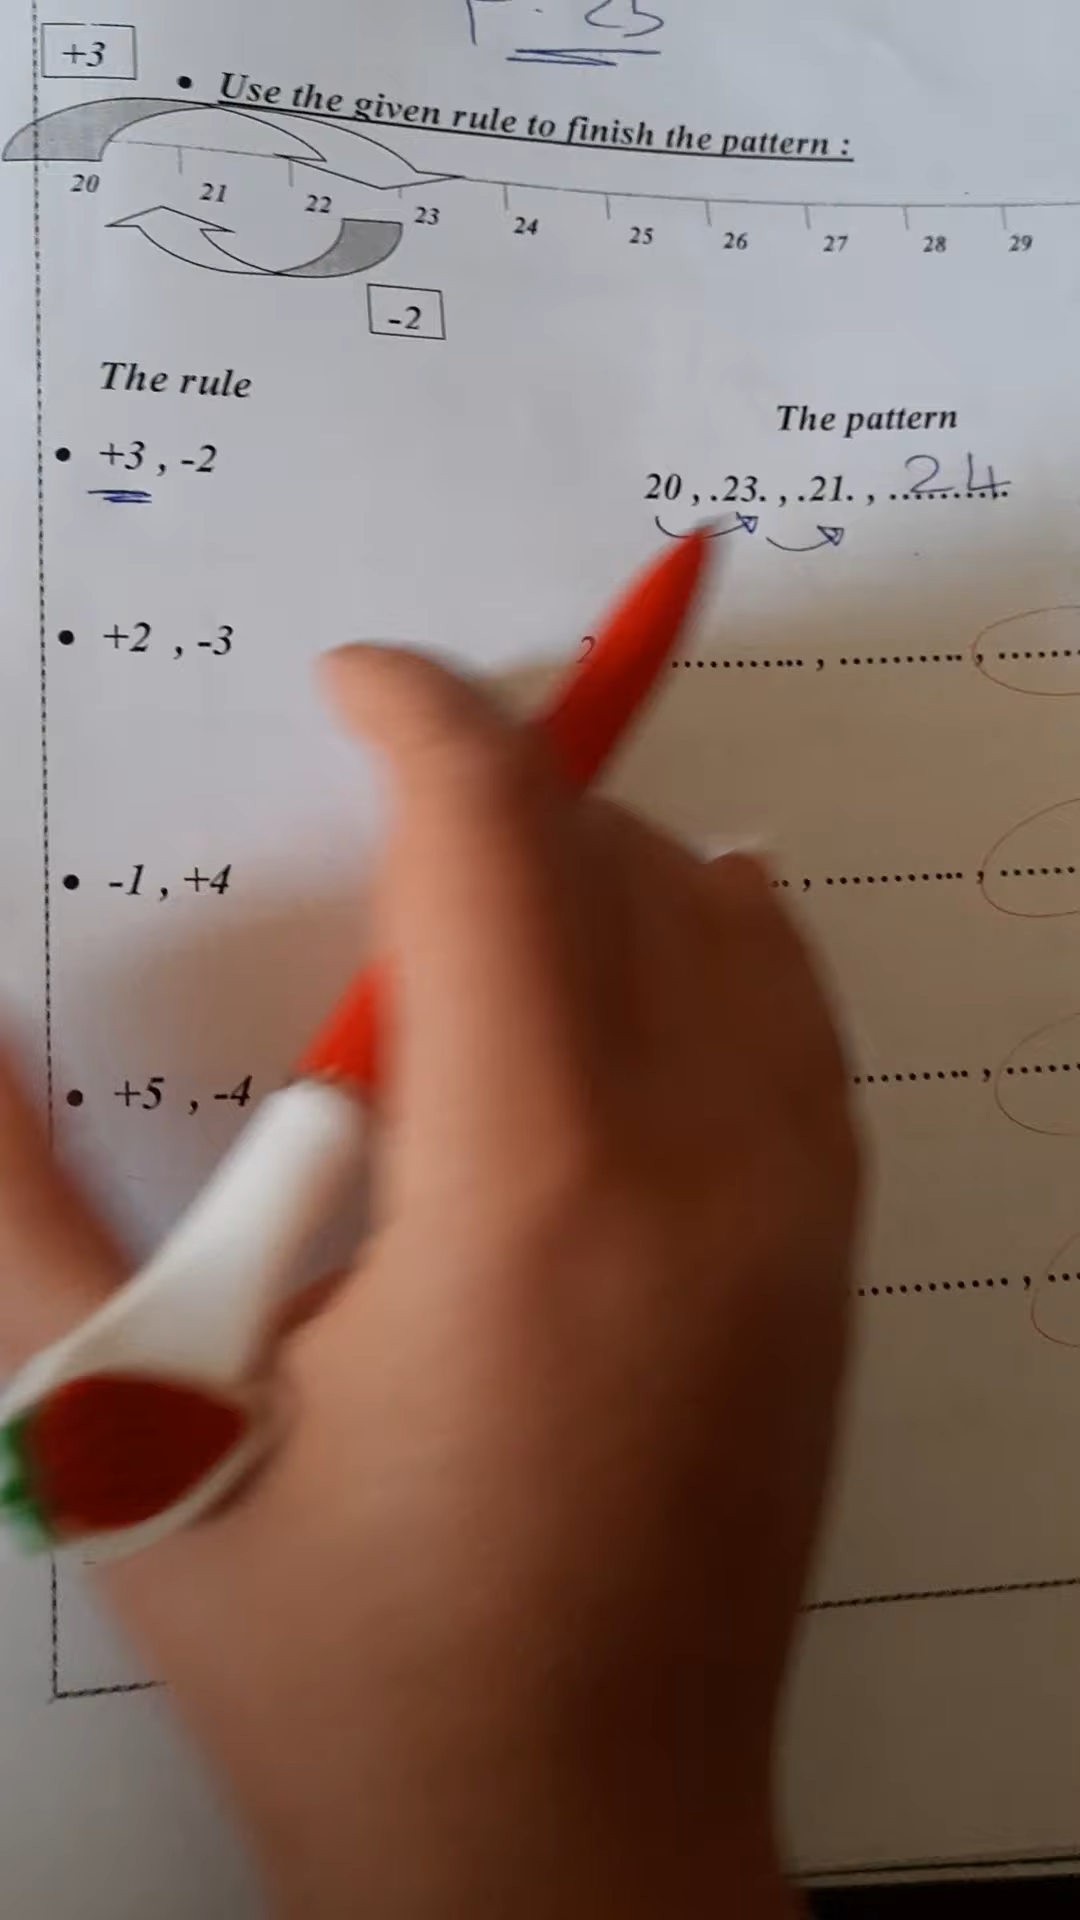 +3
• Use the given rule to finish the pattern :
20 21 22 23 24 25 26 27 28 29
-2
The rule
The pattern
• +3 , -2
20 , .23. , .21. , .......... 24
• +2 , -3
2 ........... , .......... , ......
• -1 , +4
.. , ........... , ......
• +5 , -4
......... , ......
........... , ...